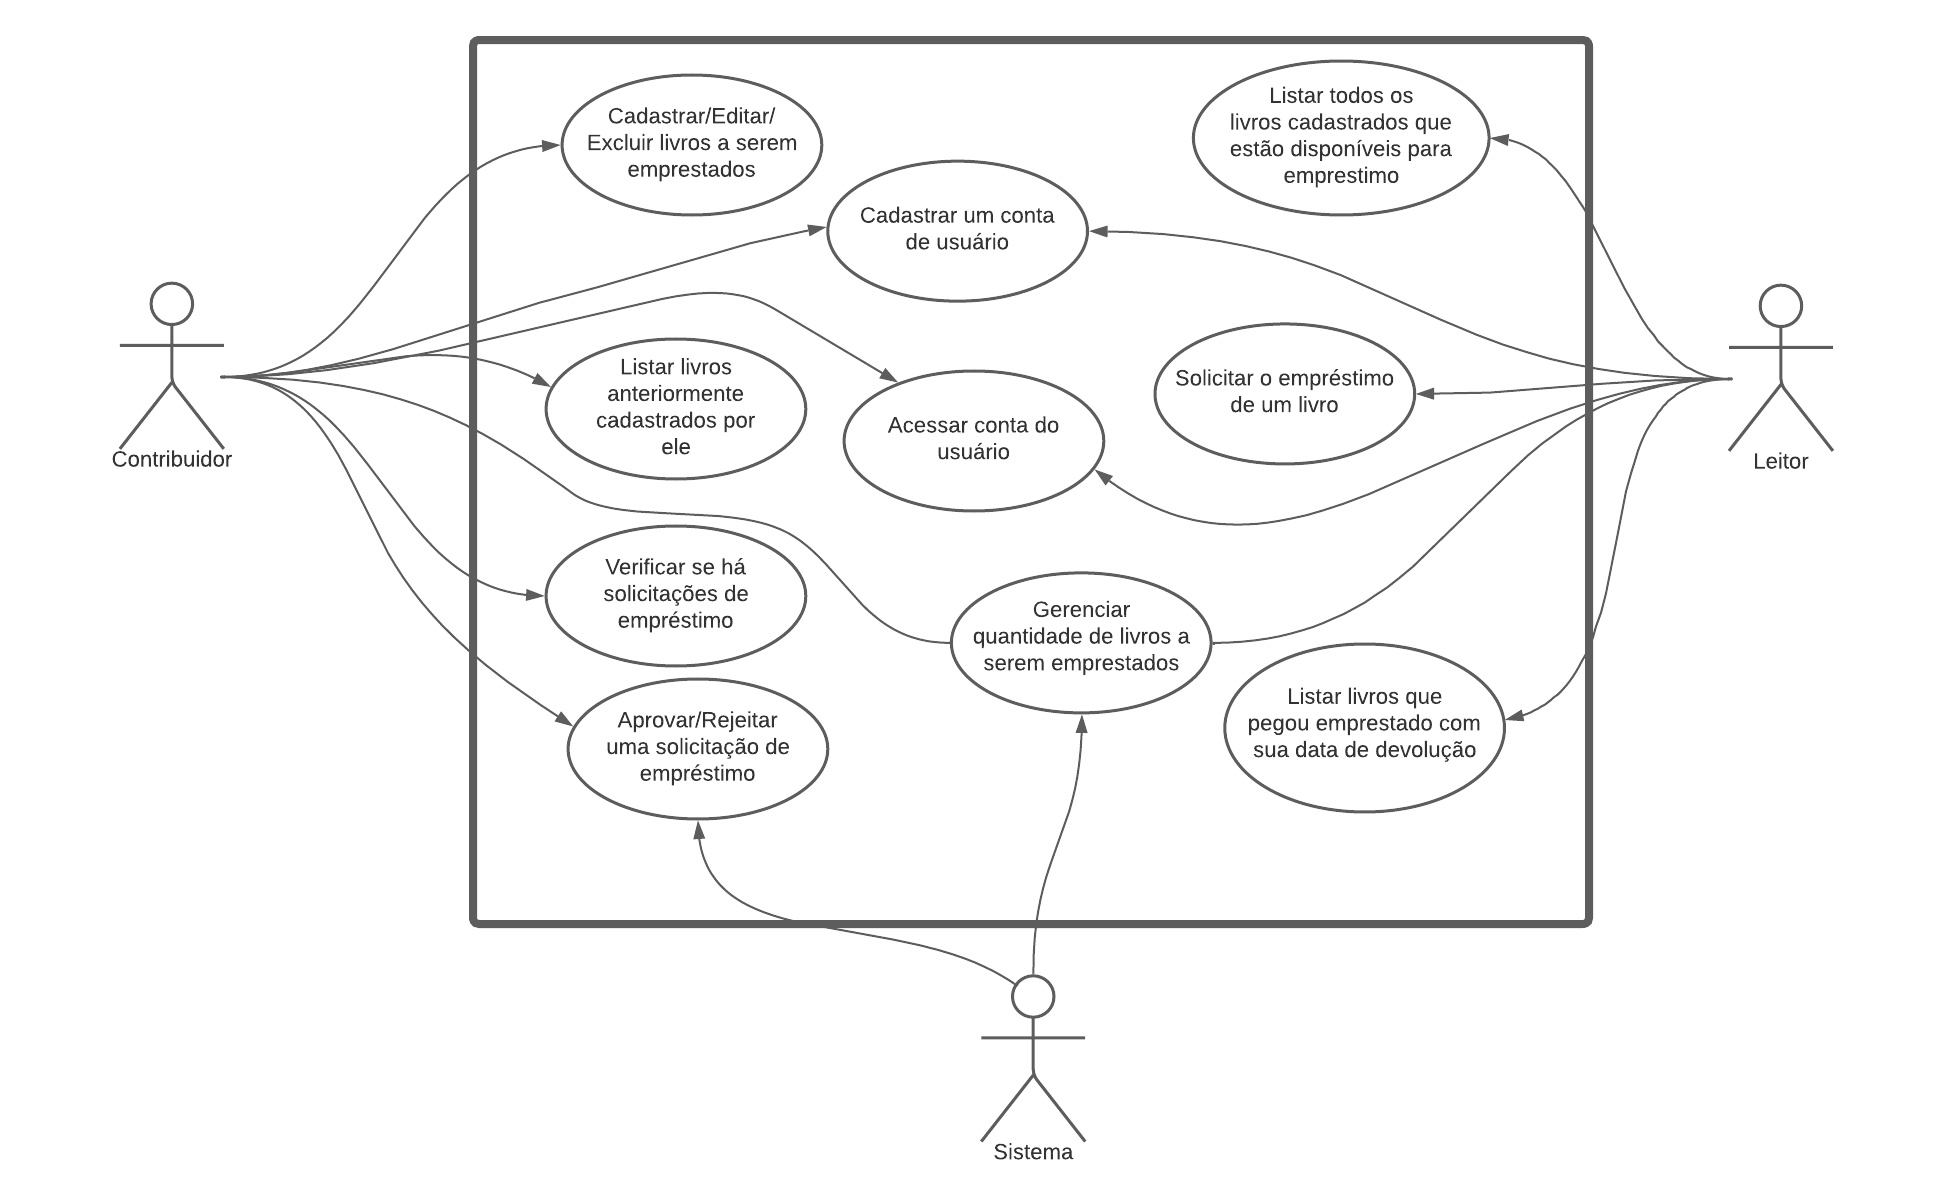 Cadastrar/Editar/
Excluir livros a serem
emprestados
Listar todos os
livros cadastrados que
estão disponíveis para
emprestimo
Cadastrar um conta
de usuário
Contribuidor
Listar livros
anteriormente
cadastrados por
ele
Acessar conta do
usuário
Solicitar o empréstimo
de um livro
Leitor
Verificar se há
solicitações de
empréstimo
Gerenciar
quantidade de livros a
serem emprestados
Aprovar/Rejeitar
uma solicitação de
empréstimo
Listar livros que
pegou emprestado com
sua data de devolução
Sistema